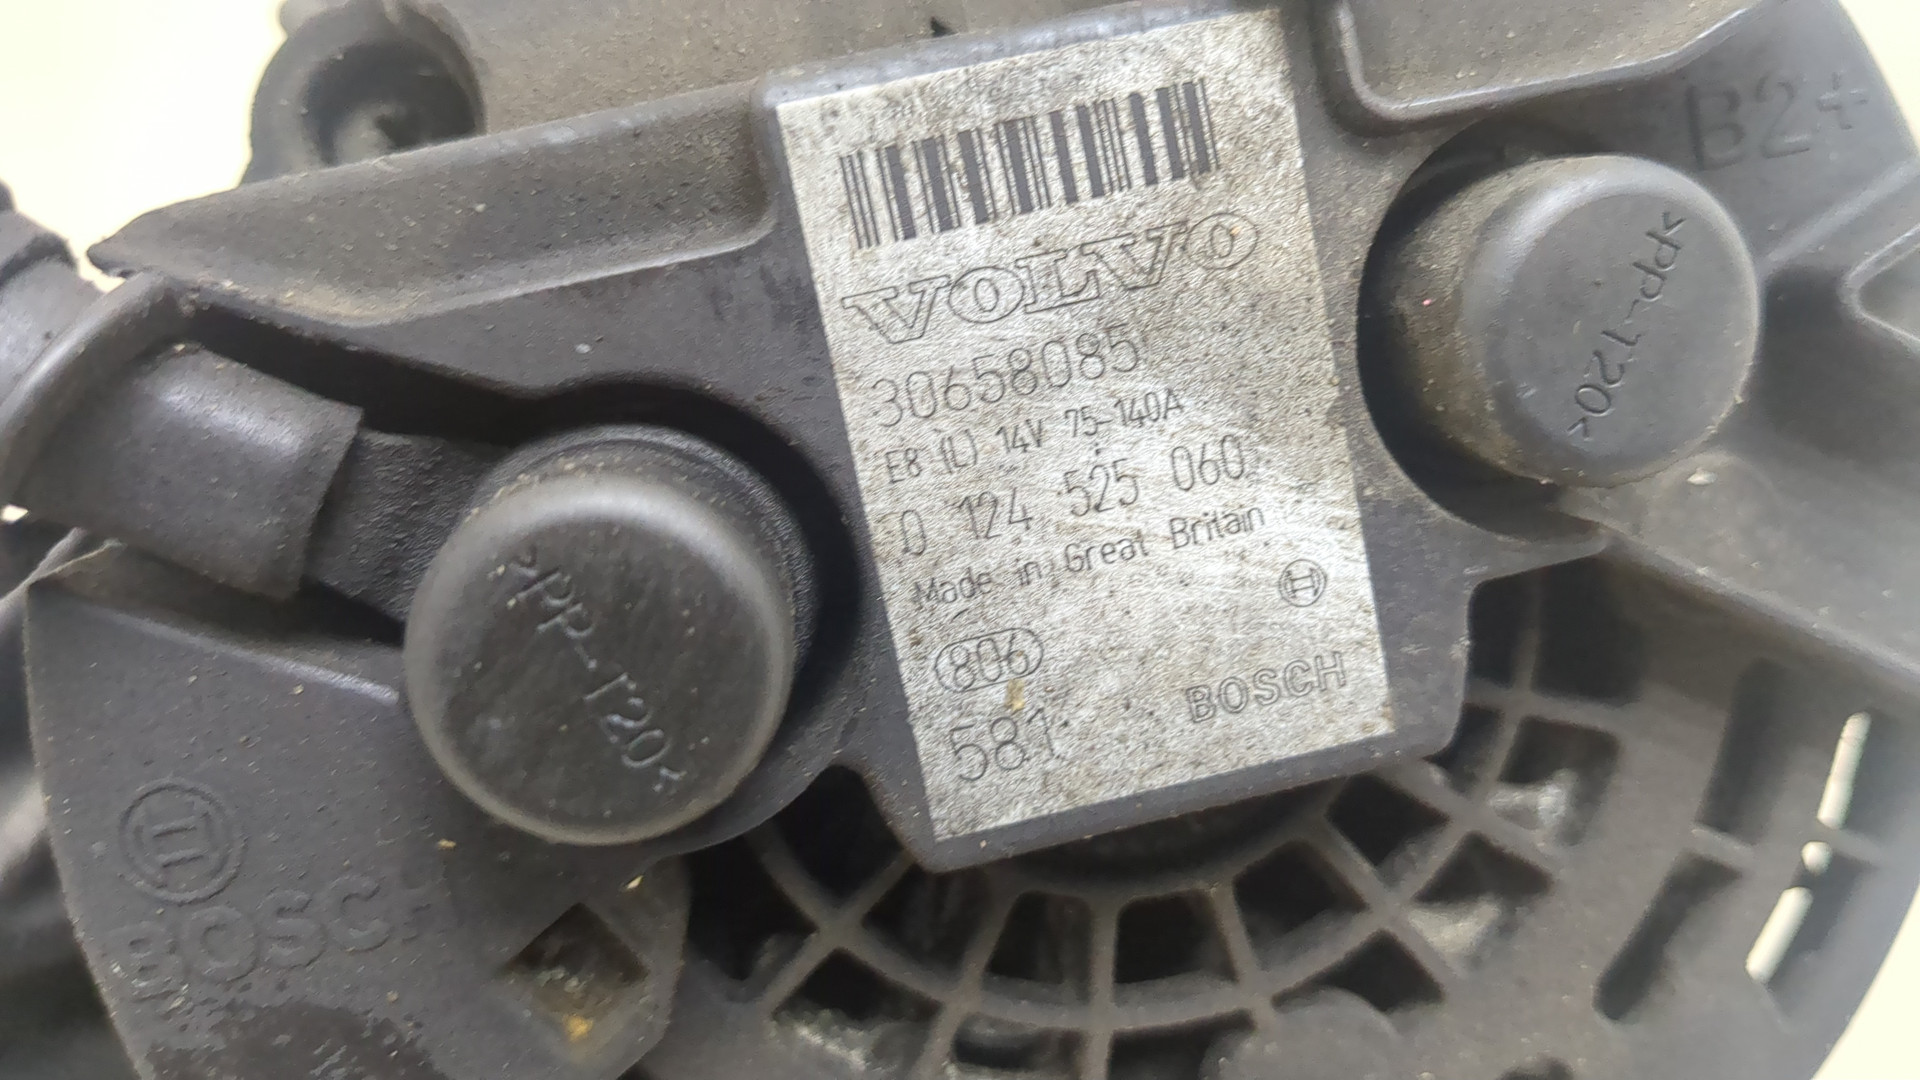 VOLVO
30658085
E8 (L) 14V 75-140A
0 124 525 060
Made in Great Britain
806
581
BOSCH
B2+
>PP-T20<
>PP-T20<
BOSCH